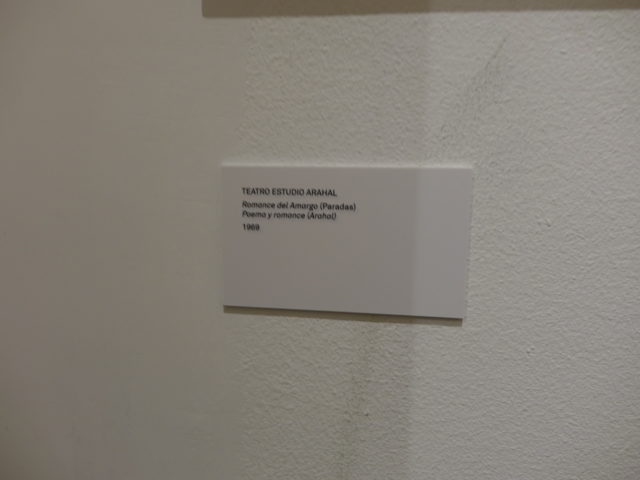 TEATRO ESTUDIO ARAHAL
Romance del Amargo (Paradas)
Poema y romance (Arahal)
1969